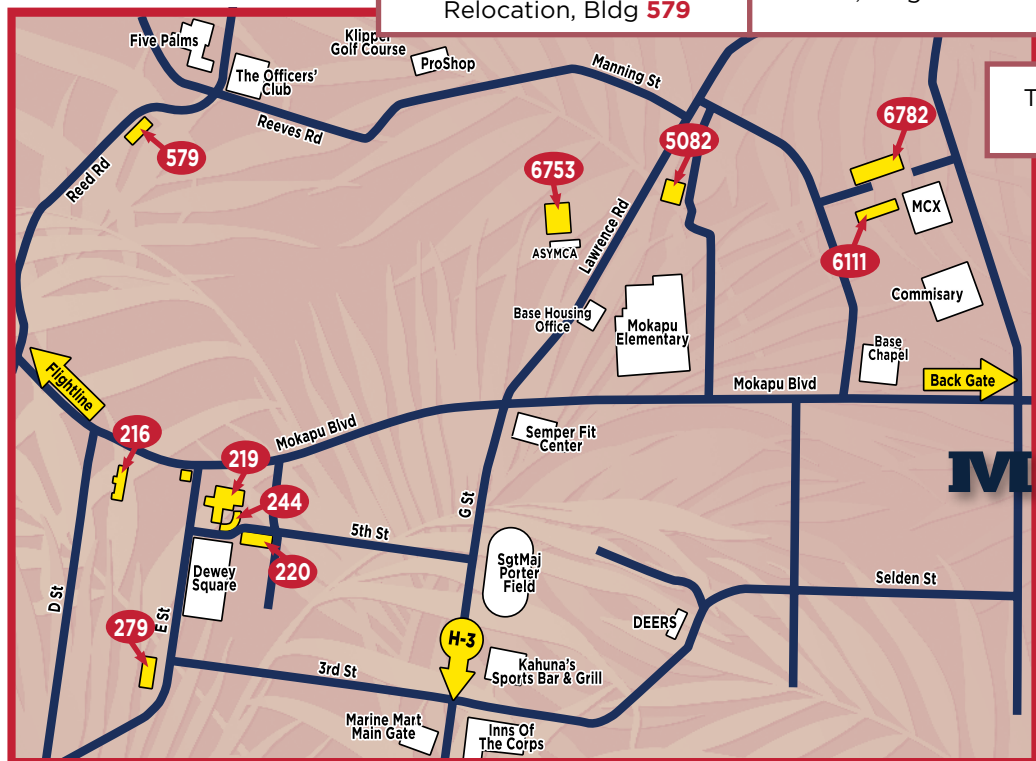 Relocation, Bldg 579
T
Five Palms
The Officers'
Club
Klipper
Golf Course
ProShop
Manning St
Reeves Rd
Reed Rd
579
6753
5082
6782
MCX
6111
ASYMCA
Lawrence Rd
Commisary
Base Housing
Office
Mokapu
Elementary
Base
Chapel
Flightline
Mokapu Blvd
Back Gate
Mokapu Blvd
216
219
Semper Fit
Center
M
244
G St
5th St
220
Dewey
Square
SgtMaj
Porter
Field
Selden St
D St
E St
279
DEERS
H-3
3rd St
Kahuna's
Sports Bar & Grill
Marine Mart
Main Gate
Inns Of
The Corps